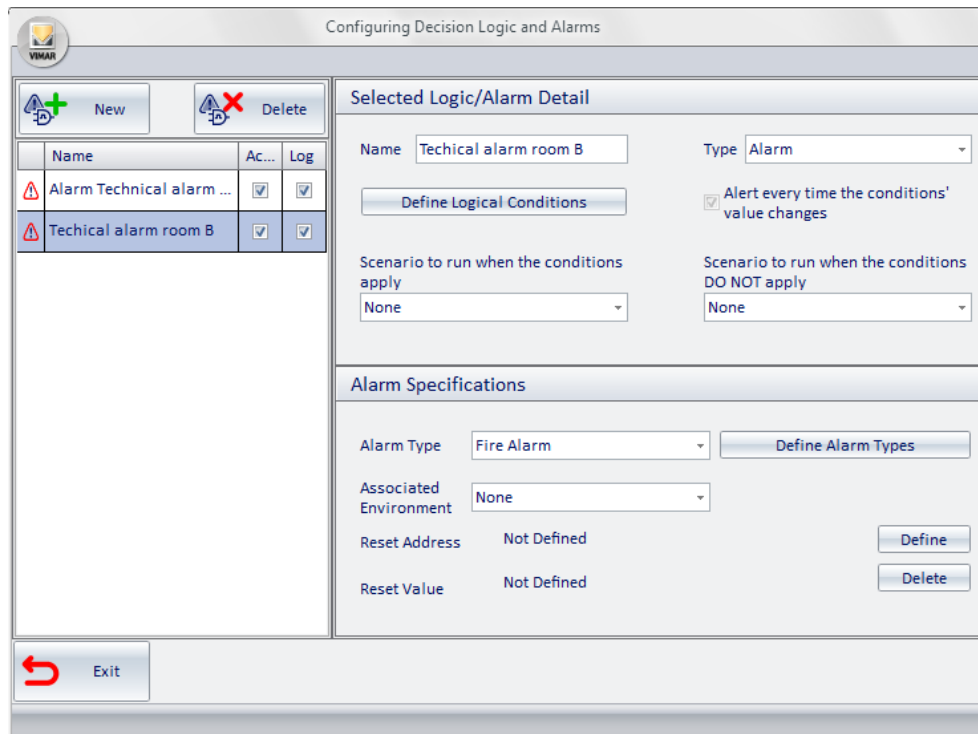 Configuring Decision Logic and Alarms
VIMAR
New
Delete
Name
Ac...
Log
Alarm Technical alarm ...
Techical alarm room B
Selected Logic/Alarm Detail
Name
Techical alarm room B
Type
Alarm
Define Logical Conditions
Alert every time the conditions'
value changes
Scenario to run when the conditions
apply
None
Scenario to run when the conditions
DO NOT apply
None
Alarm Specifications
Alarm Type
Fire Alarm
Define Alarm Types
Associated
Environment
None
Reset Address
Not Defined
Define
Reset Value
Not Defined
Delete
Exit